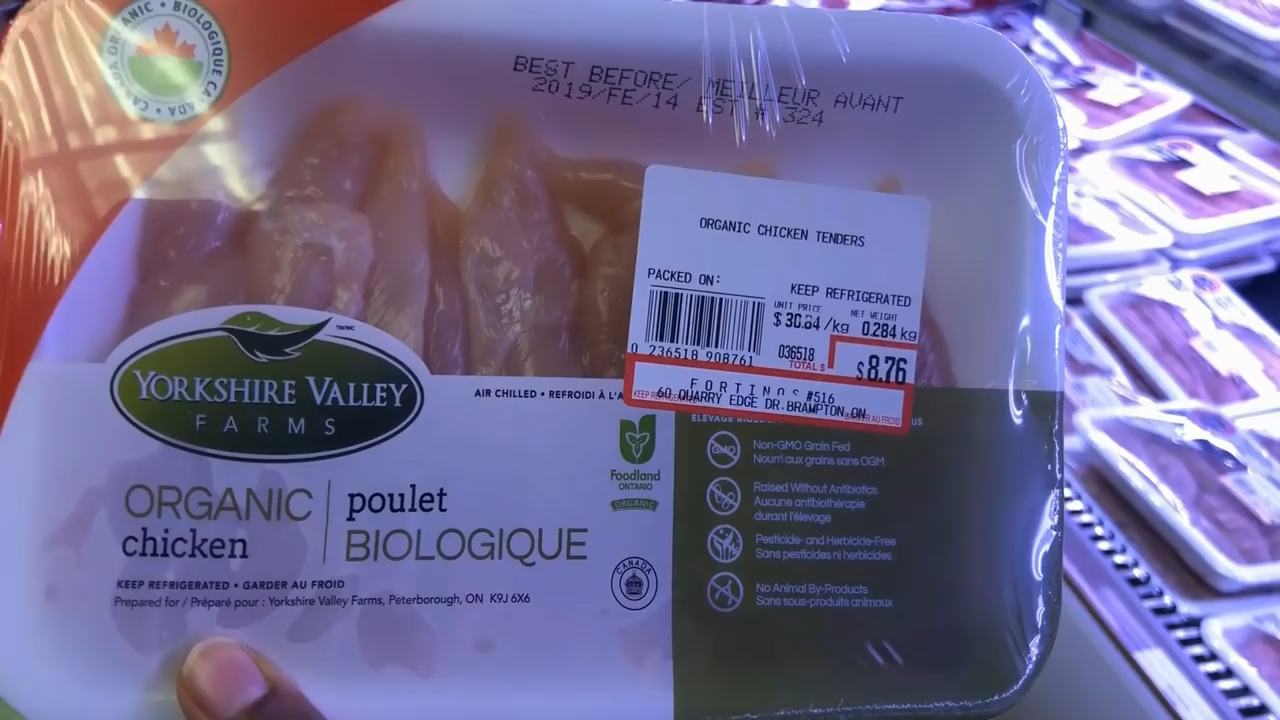 CANADA ORGANIC • BIOLOGIQUE CANADA •
BEST BEFORE/ MEILLEUR AVANT
2019/FE/14 EST # 324
ORGANIC CHICKEN TENDERS
PACKED ON:
KEEP REFRIGERATED
UNIT PRICE
NET WEIGHT
$30.84/kg 0.284 kg
0 236518 908761
036518
TOTAL $
$8.76
FORTINOS #516
60 QUARRY EDGE DR. BRAMPTON, ON
GARDER AU FROID
YORKSHIRE VALLEY
FARMS
TM/MC
AIR CHILLED • REFROIDI À L'A
Foodland
ONTARIO
ORGANIC
ORGANIC
chicken
poulet
BIOLOGIQUE
KEEP REFRIGERATED • GARDER AU FROID
Prepared for / Préparé pour : Yorkshire Valley Farms, Peterborough, ON K9J 6X6
CANADA
GMO
Non-GMO Grain Fed
Nourri aux grains sans OGM
Raised Without Antibiotics
Aucune antibiothérapie
durant l'élevage
Pesticide- and Herbicide-Free
Sans pesticides ni herbicides
No Animal By-Products
Sans sous-produits animaux